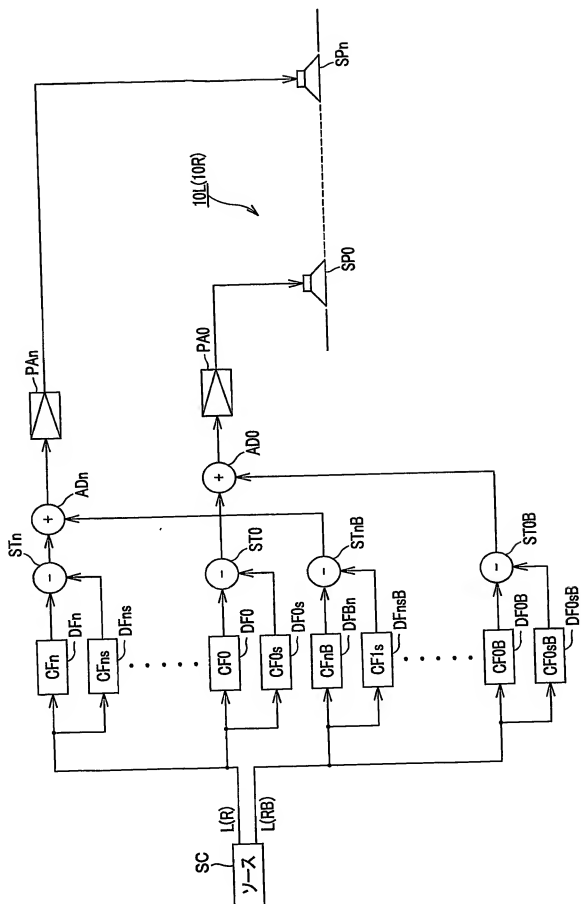 10L(10R)
SPn
SP0
PAn
PA0
ADn
AD0
+
+
STn
ST0
STnB
ST0B
-
-
-
-
CFn
DFn
CFns
DFns
CF0
DF0
CF0s
DF0s
CFnB
DFBn
CF1s
DFnsB
CF0B
DF0B
CF0sB
DF0sB
L(R)
L(RB)
SC
ソース